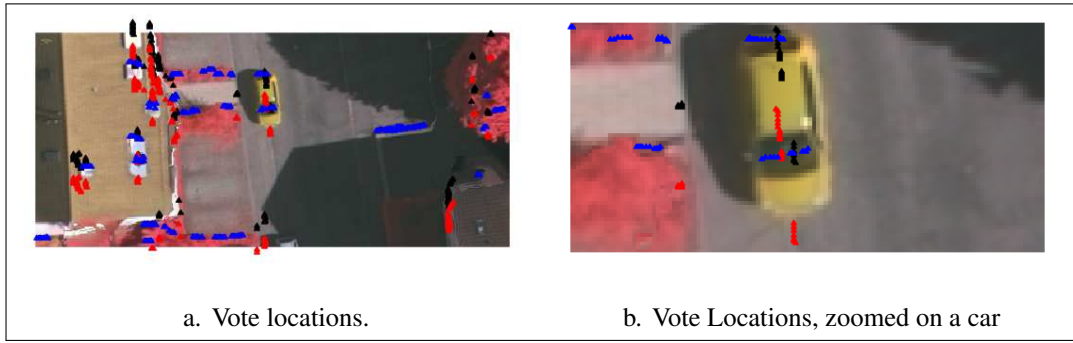 a. Vote locations.
b. Vote Locations, zoomed on a car